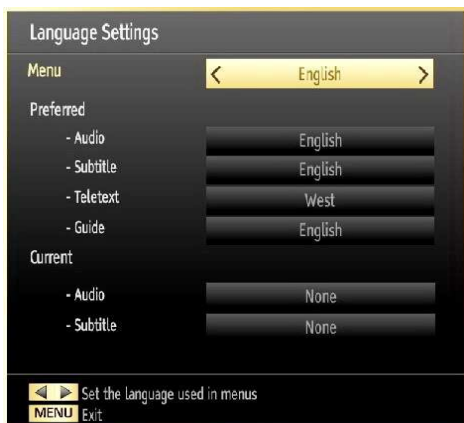 Language Settings
Menu < English >
Preferred
- Audio English
- Subtitle English
- Teletext West
- Guide English
Current
- Audio None
- Subtitle None
◀ ▶ Set the language used in menus
MENU Exit